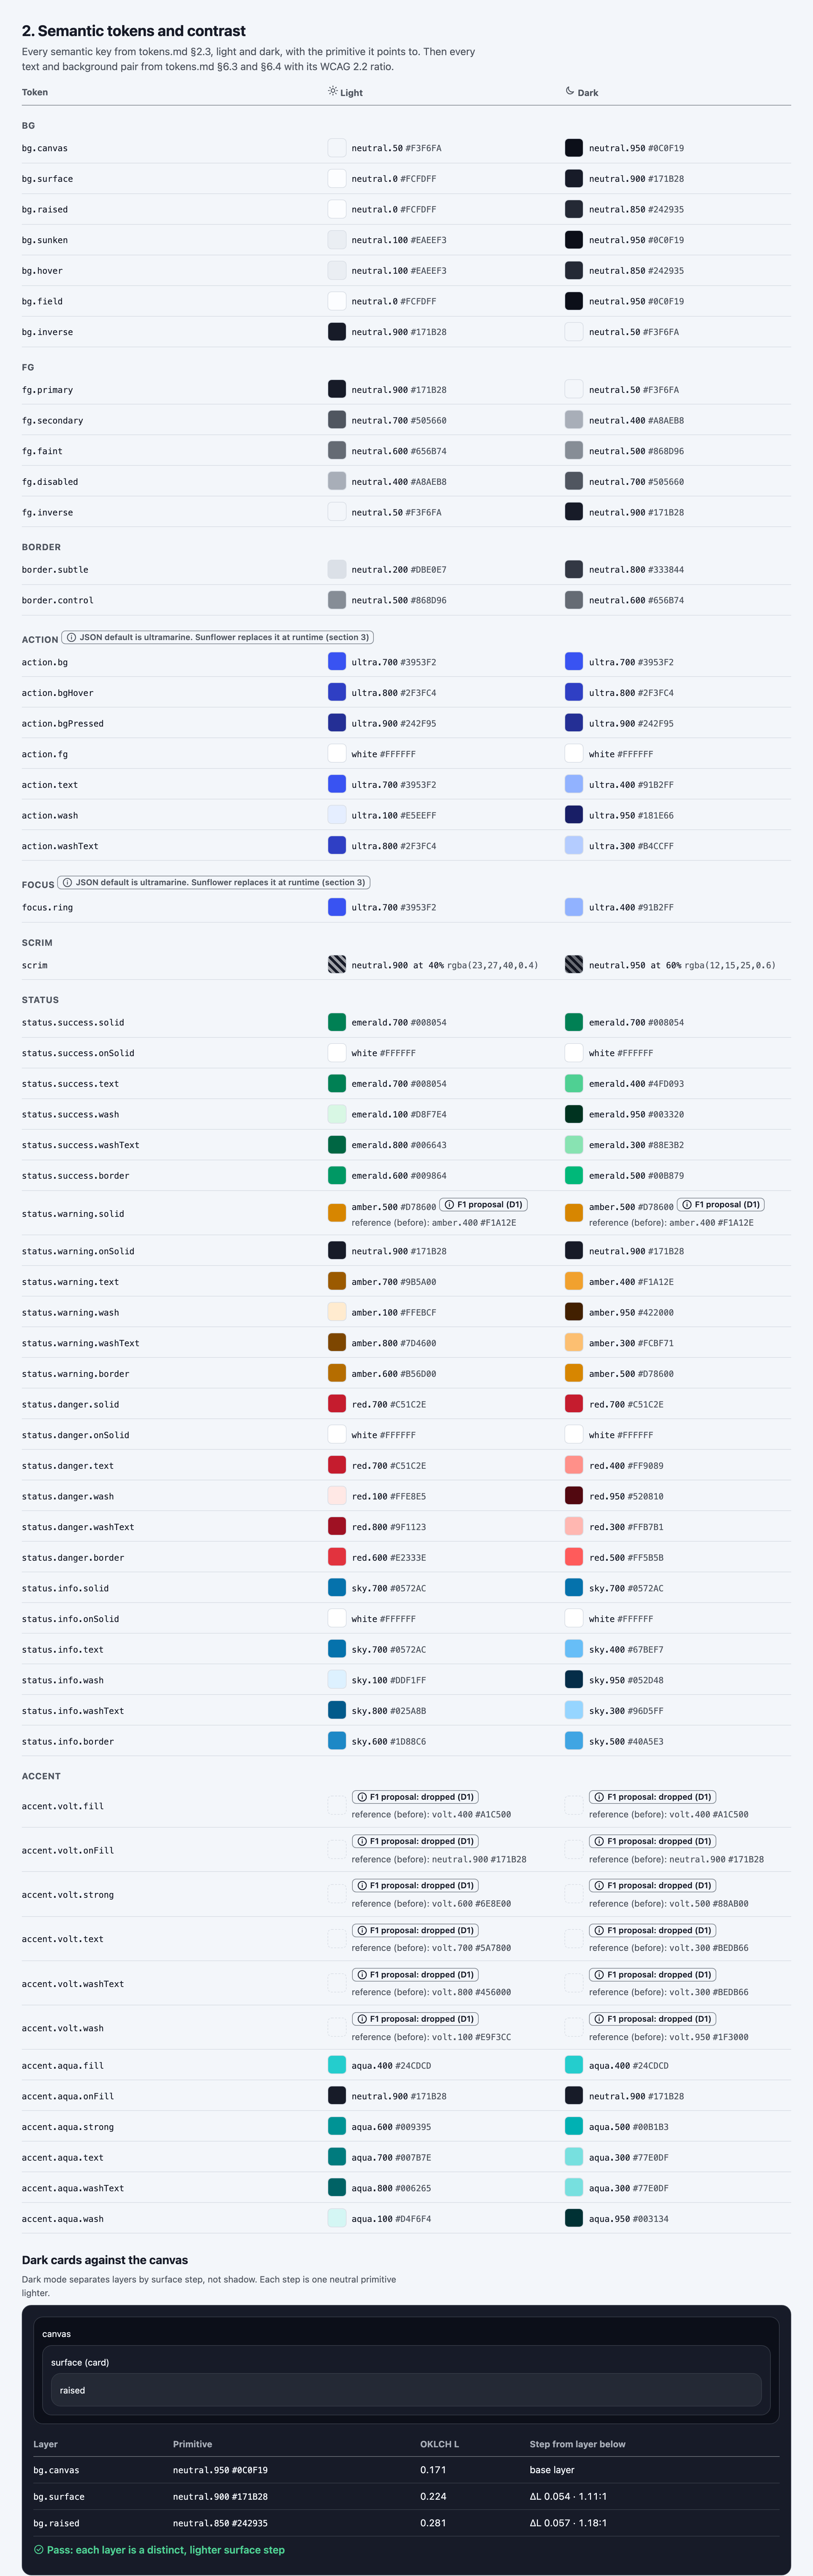 2. Semantic tokens and contrast
Every semantic key from tokens.md §2.3, light and dark, with the primitive it points to. Then every
text and background pair from tokens.md §6.3 and §6.4 with its WCAG 2.2 ratio.
Token Light Dark
BG
bg.canvas neutral.50 #F3F6FA neutral.950 #0C0F19
bg.surface neutral.0 #FCFDFF neutral.900 #171B28
bg.raised neutral.0 #FCFDFF neutral.850 #242935
bg.sunken neutral.100 #EAEEF3 neutral.950 #0C0F19
bg.hover neutral.100 #EAEEF3 neutral.850 #242935
bg.field neutral.0 #FCFDFF neutral.950 #0C0F19
bg.inverse neutral.900 #171B28 neutral.50 #F3F6FA
FG
fg.primary neutral.900 #171B28 neutral.50 #F3F6FA
fg.secondary neutral.700 #505660 neutral.400 #A8AEB8
fg.faint neutral.600 #656B74 neutral.500 #868D96
fg.disabled neutral.400 #A8AEB8 neutral.700 #505660
fg.inverse neutral.50 #F3F6FA neutral.900 #171B28
BORDER
border.subtle neutral.200 #DBE0E7 neutral.800 #333844
border.control neutral.500 #868D96 neutral.600 #656B74
ACTION JSON default is ultramarine. Sunflower replaces it at runtime (section 3)
action.bg ultra.700 #3953F2 ultra.700 #3953F2
action.bgHover ultra.800 #2F3FC4 ultra.800 #2F3FC4
action.bgPressed ultra.900 #242F95 ultra.900 #242F95
action.fg white #FFFFFF white #FFFFFF
action.text ultra.700 #3953F2 ultra.400 #91B2FF
action.wash ultra.100 #E5EEFF ultra.950 #181E66
action.washText ultra.800 #2F3FC4 ultra.300 #B4CCFF
FOCUS JSON default is ultramarine. Sunflower replaces it at runtime (section 3)
focus.ring ultra.700 #3953F2 ultra.400 #91B2FF
SCRIM
scrim neutral.900 at 40% rgba(23,27,40,0.4) neutral.950 at 60% rgba(12,15,25,0.6)
STATUS
status.success.solid emerald.700 #008054 emerald.700 #008054
status.success.onSolid white #FFFFFF white #FFFFFF
status.success.text emerald.700 #008054 emerald.400 #4FD093
status.success.wash emerald.100 #D8F7E4 emerald.950 #003320
status.success.washText emerald.800 #006643 emerald.300 #88E3B2
status.success.border emerald.600 #009864 emerald.500 #00B879
status.warning.solid amber.500 #D78600 F1 proposal (D1) amber.500 #D78600 F1 proposal (D1)
reference (before): amber.400 #F1A12E reference (before): amber.400 #F1A12E
status.warning.onSolid neutral.900 #171B28 neutral.900 #171B28
status.warning.text amber.700 #9B5A00 amber.400 #F1A12E
status.warning.wash amber.100 #FFEBCF amber.950 #422000
status.warning.washText amber.800 #7D4600 amber.300 #FCBF71
status.warning.border amber.600 #B56D00 amber.500 #D78600
status.danger.solid red.700 #C51C2E red.700 #C51C2E
status.danger.onSolid white #FFFFFF white #FFFFFF
status.danger.text red.700 #C51C2E red.400 #FF9089
status.danger.wash red.100 #FFE8E5 red.950 #520810
status.danger.washText red.800 #9F1123 red.300 #FFB7B1
status.danger.border red.600 #E2333E red.500 #FF5B5B
status.info.solid sky.700 #0572AC sky.700 #0572AC
status.info.onSolid white #FFFFFF white #FFFFFF
status.info.text sky.700 #0572AC sky.400 #67BEF7
status.info.wash sky.100 #DDF1FF sky.950 #052D48
status.info.washText sky.800 #025A8B sky.300 #96D5FF
status.info.border sky.600 #1D88C6 sky.500 #40A5E3
ACCENT
accent.volt.fill F1 proposal: dropped (D1) F1 proposal: dropped (D1)
reference (before): volt.400 #A1C500 reference (before): volt.400 #A1C500
accent.volt.onFill F1 proposal: dropped (D1) F1 proposal: dropped (D1)
reference (before): neutral.900 #171B28 reference (before): neutral.900 #171B28
accent.volt.strong F1 proposal: dropped (D1) F1 proposal: dropped (D1)
reference (before): volt.600 #6E8E00 reference (before): volt.500 #88AB00
accent.volt.text F1 proposal: dropped (D1) F1 proposal: dropped (D1)
reference (before): volt.700 #5A7800 reference (before): volt.300 #BEDB66
accent.volt.washText F1 proposal: dropped (D1) F1 proposal: dropped (D1)
reference (before): volt.800 #456000 reference (before): volt.300 #BEDB66
accent.volt.wash F1 proposal: dropped (D1) F1 proposal: dropped (D1)
reference (before): volt.100 #E9F3CC reference (before): volt.950 #1F3000
accent.aqua.fill aqua.400 #24CDCD aqua.400 #24CDCD
accent.aqua.onFill neutral.900 #171B28 neutral.900 #171B28
accent.aqua.strong aqua.600 #009395 aqua.500 #00B1B3
accent.aqua.text aqua.700 #007B7E aqua.300 #77E0DF
accent.aqua.washText aqua.800 #006265 aqua.300 #77E0DF
accent.aqua.wash aqua.100 #D4F6F4 aqua.950 #003134
Dark cards against the canvas
Dark mode separates layers by surface step, not shadow. Each step is one neutral primitive
lighter.
canvas
surface (card)
raised
Layer Primitive OKLCH L Step from layer below
bg.canvas neutral.950 #0C0F19 0.171 base layer
bg.surface neutral.900 #171B28 0.224 ΔL 0.054 · 1.11:1
bg.raised neutral.850 #242935 0.281 ΔL 0.057 · 1.18:1
Pass: each layer is a distinct, lighter surface step